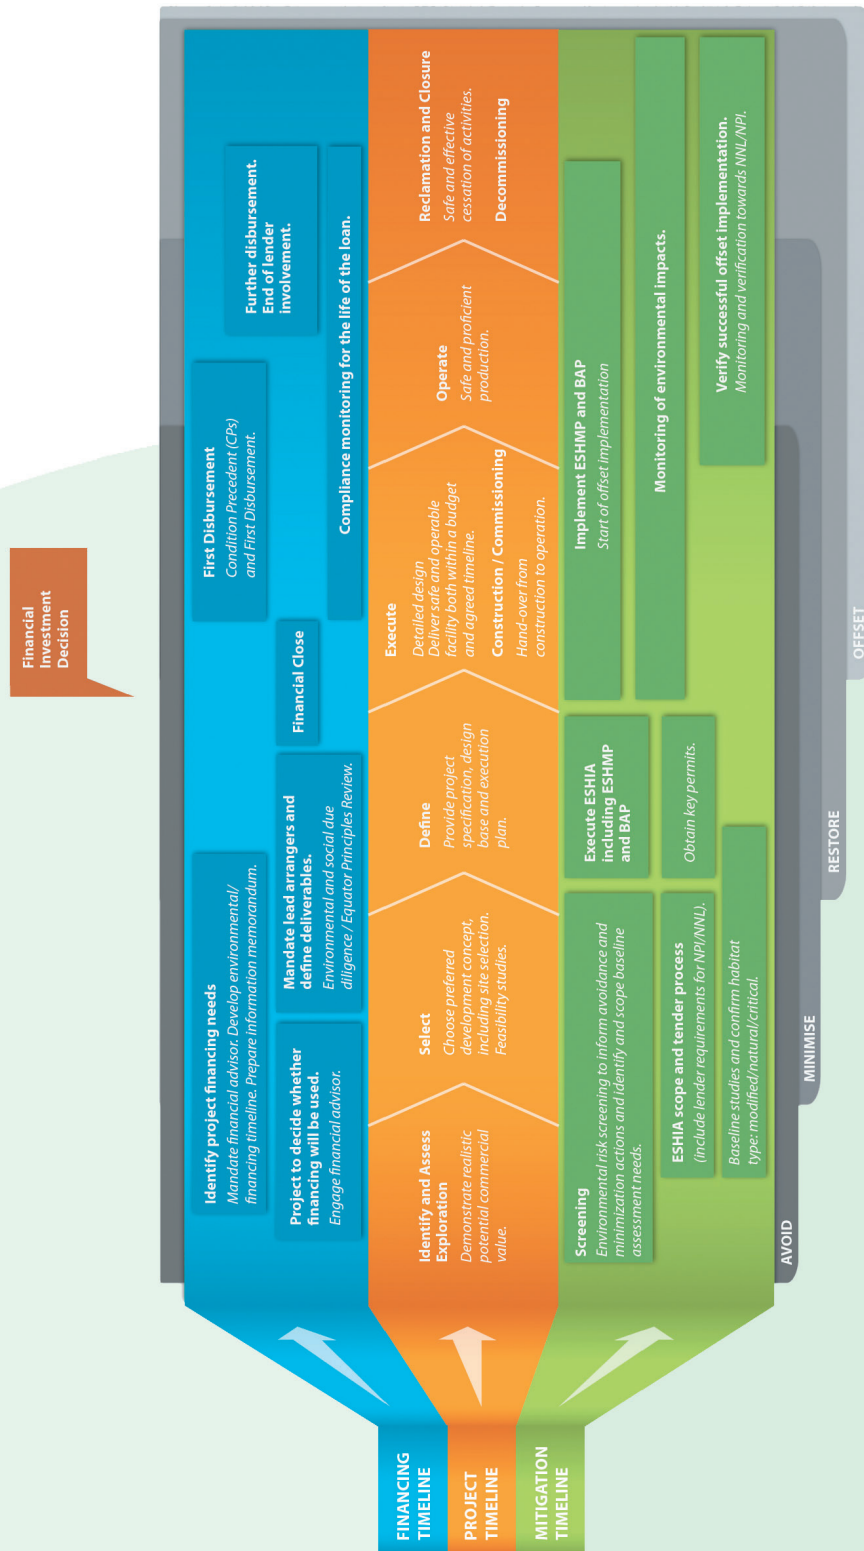 Financial
Investment
Decision
FINANCING
TIMELINE
Identify project financing needs
Mandate financial advisor. Develop environmental/
financing timeline. Prepare information memorandum.
Project to decide whether
financing will be used.
Engage financial advisor.
Mandate lead arrangers and
define deliverables.
Environmental and social due
diligence / Equator Principles Review.
Financial Close
First Disbursement
Condition Precedent (CPs)
and First Disbursement.
Further disbursement.
End of lender
involvement.
Compliance monitoring for the life of the loan.
PROJECT
TIMELINE
Identify and Assess
Exploration
Demonstrate realistic
potential commercial
value.
Select
Choose preferred
development concept,
including site selection.
Feasibility studies.
Define
Provide project
specification, design
base and execution
plan.
Execute
Detailed design
Deliver safe and operable
facility both within a budget
and agreed timeline.
Construction / Commissioning
Hand-over from
construction to operation.
Operate
Safe and proficient
production.
Reclamation and Closure
Safe and effective
cessation of activities.
Decommissioning
MITIGATION
TIMELINE
Screening
Environmental risk screening to inform avoidance and
minimization actions and identify and scope baseline
assessment needs.
ESHIA scope and tender process
(include lender requirements for NPI/NNL).
Baseline studies and confirm habitat
type: modified/natural/critical.
Execute ESHIA
including ESHMP
and BAP
Obtain key permits.
Implement ESHMP and BAP
Start of offset implementation
Monitoring of environmental impacts.
Verify successful offset implementation.
Monitoring and verification towards NNL/NPI.
AVOID
MINIMISE
RESTORE
OFFSET